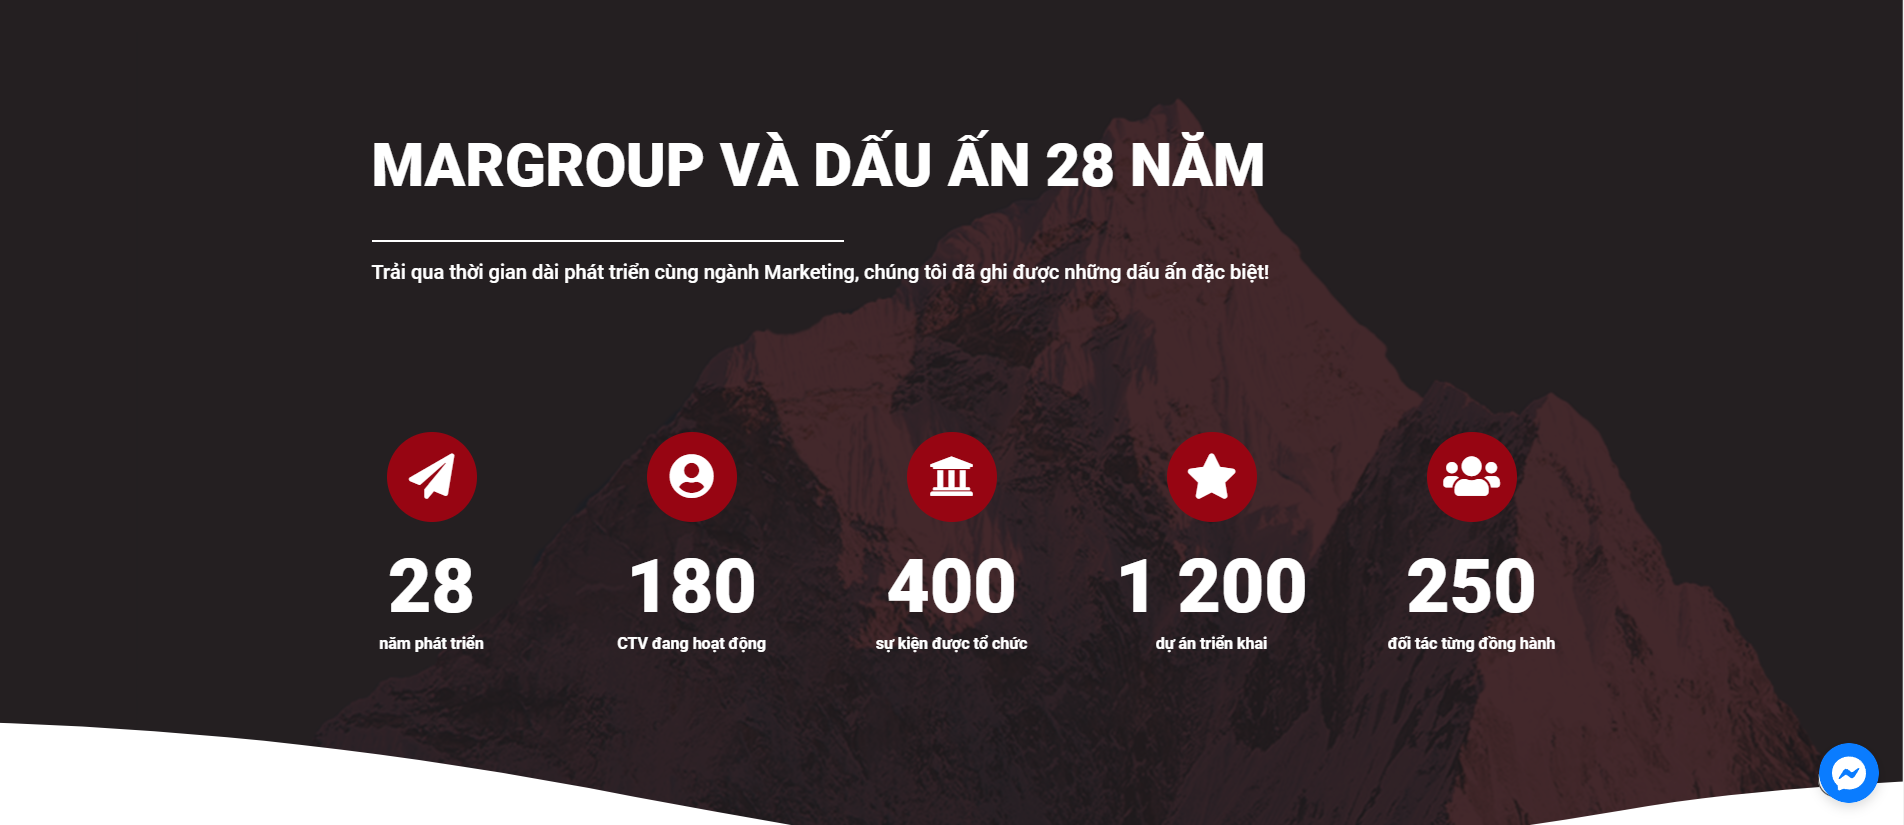 MARGROUP VÀ DẤU ẤN 28 NĂM
Trải qua thời gian dài phát triển cùng ngành Marketing, chúng tôi đã ghi được những dấu ấn đặc biệt!
28
năm phát triển
180
CTV đang hoạt động
400
sự kiện được tổ chức
1 200
dự án triển khai
250
đối tác từng đồng hành